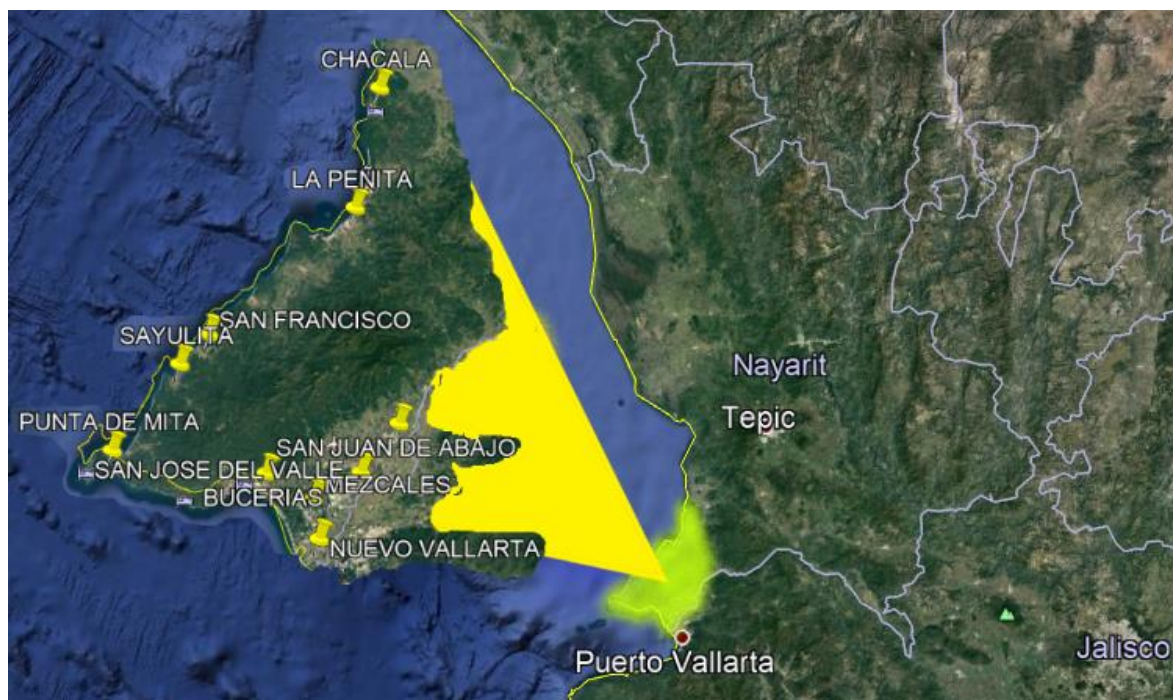 CHACALA
LA PEÑITA
SAN FRANCISCO
SAYULITA
Nayarit
Tepic
PUNTA DE MITA
SAN JUAN DE ABAJO
SAN JOSE DEL VALLE
MEZCALES
BUCERIAS
NUEVO VALLARTA
Puerto Vallarta
Jalisco